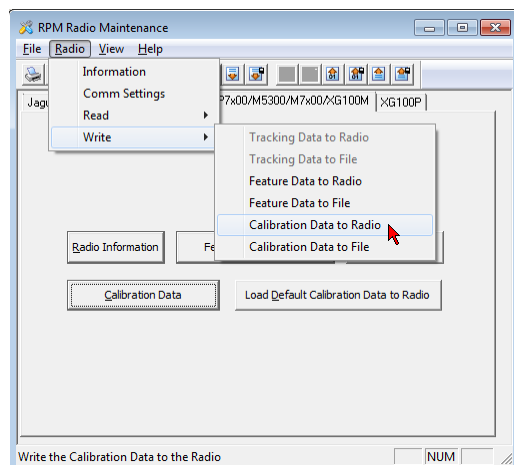 RPM Radio Maintenance
File Radio View Help
Information
Comm Settings
Read
Write
P7x00/M5300/M7x00/XG100M
XG100P
Tracking Data to Radio
Tracking Data to File
Feature Data to Radio
Feature Data to File
Calibration Data to Radio
Calibration Data to File
Radio Information
Calibration Data
Load Default Calibration Data to Radio
Write the Calibration Data to the Radio
NUM